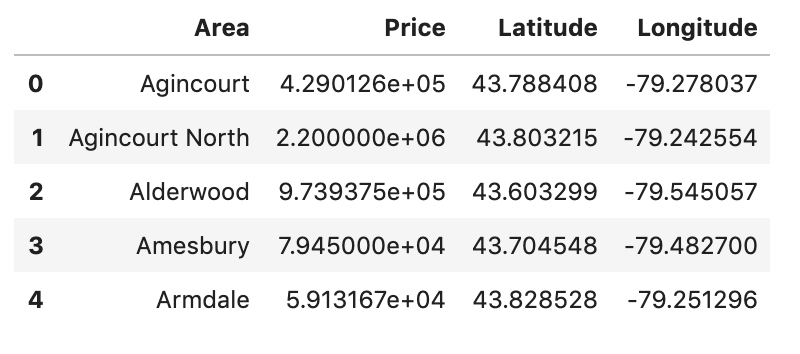 Area Price Latitude Longitude
0 Agincourt 4.290126e+05 43.788408 -79.278037
1 Agincourt North 2.200000e+06 43.803215 -79.242554
2 Alderwood 9.739375e+05 43.603299 -79.545057
3 Amesbury 7.945000e+04 43.704548 -79.482700
4 Armdale 5.913167e+04 43.828528 -79.251296